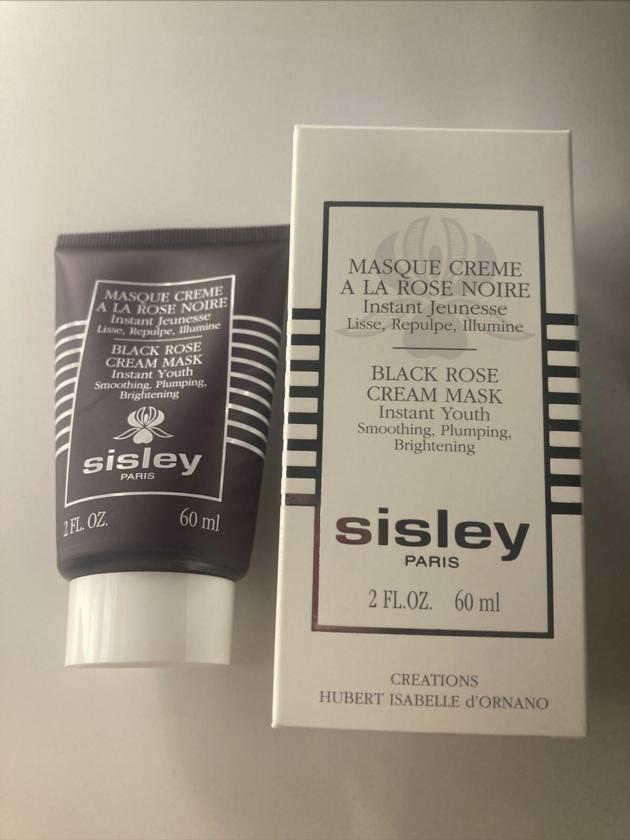 MASQUE CREME
A LA ROSE NOIRE
Instant Jeunesse
Lisse, Repulpe, Illumine
BLACK ROSE
CREAM MASK
Instant Youth
Smoothing, Plumping,
Brightening
sisley
PARIS
2 FL. OZ. 60 ml
MASQUE CREME
A LA ROSE NOIRE
Instant Jeunesse
Lisse, Repulpe, Illumine
BLACK ROSE
CREAM MASK
Instant Youth
Smoothing, Plumping,
Brightening
sisley
PARIS
2 FL.OZ. 60 ml
CREATIONS
HUBERT ISABELLE d'ORNANO